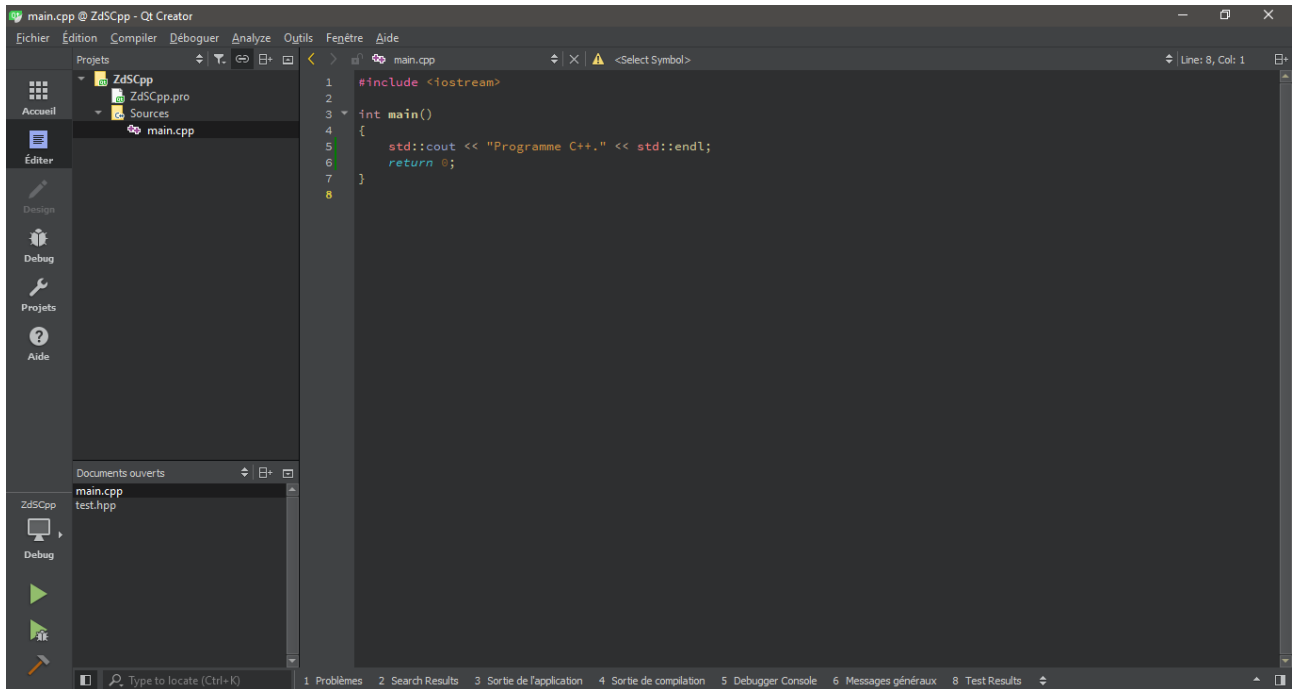 main.cpp @ ZdSCpp - Qt Creator
Fichier Édition Compiler Déboguer Analyze Outils Fenêtre Aide
Projets
main.cpp
<Select Symbol>
Line: 8, Col: 1
Accueil
Éditer
Design
Debug
Projets
Aide
ZdSCpp
Debug
ZdSCpp
ZdSCpp.pro
Sources
main.cpp
Documents ouverts
main.cpp
test.hpp
1 #include <iostream>
2
3 int main()
4 {
5 std::cout << "Programme C++." << std::endl;
6 return 0;
7 }
8
Type to locate (Ctrl+K)
1 Problèmes 2 Search Results 3 Sortie de l'application 4 Sortie de compilation 5 Debugger Console 6 Messages généraux 8 Test Results